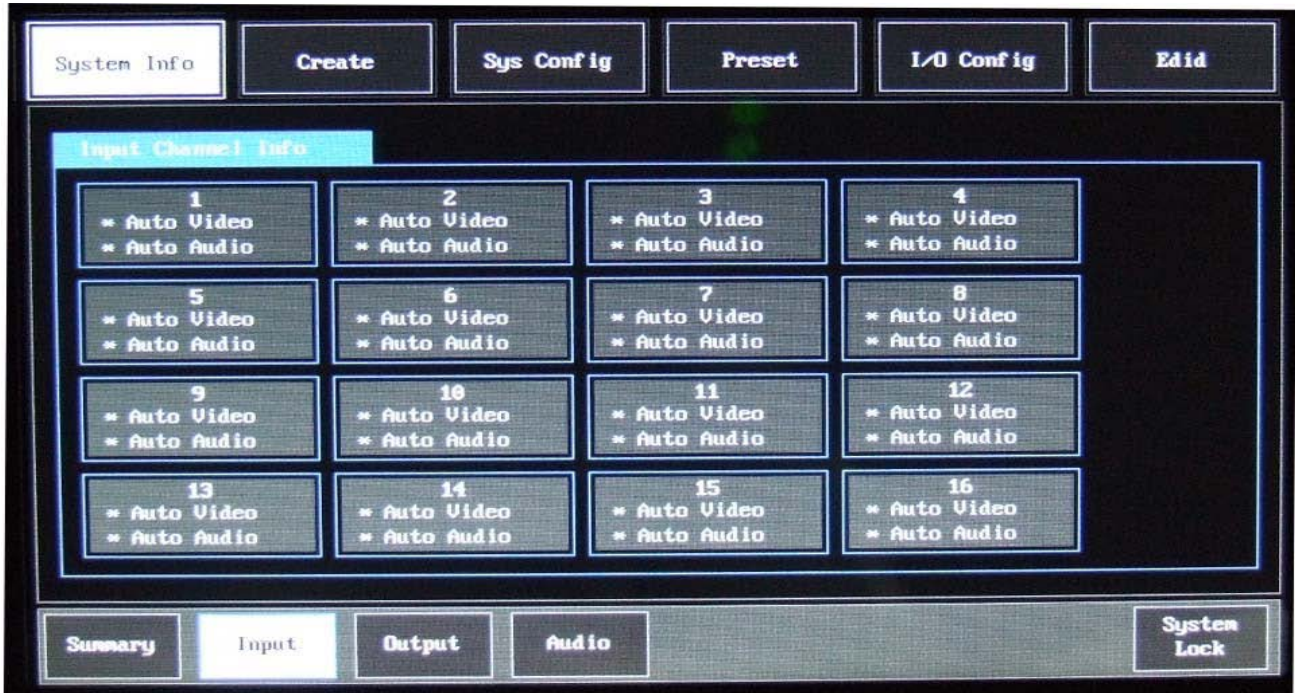 System Info Create Sys Config Preset I/O Config Edid
Input Channel Info
1 2 3 4
* Auto Video * Auto Video * Auto Video * Auto Video
* Auto Audio * Auto Audio * Auto Audio * Auto Audio
5 6 7 8
* Auto Video * Auto Video * Auto Video * Auto Video
* Auto Audio * Auto Audio * Auto Audio * Auto Audio
9 10 11 12
* Auto Video * Auto Video * Auto Video * Auto Video
* Auto Audio * Auto Audio * Auto Audio * Auto Audio
13 14 15 16
* Auto Video * Auto Video * Auto Video * Auto Video
* Auto Audio * Auto Audio * Auto Audio * Auto Audio
Summary Input Output Audio System
Lock